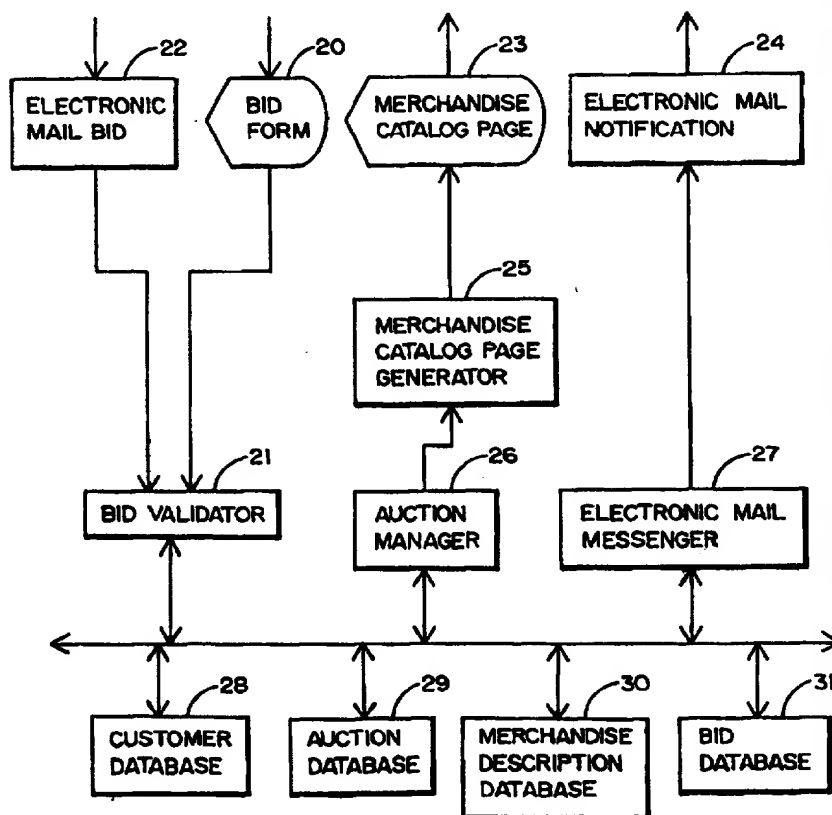 22
20
23
24
ELECTRONIC
MAIL BID
BID
FORM
MERCHANDISE
CATALOG PAGE
ELECTRONIC MAIL
NOTIFICATION
25
MERCHANDISE
CATALOG PAGE
GENERATOR
21
26
27
BID VALIDATOR
AUCTION
MANAGER
ELECTRONIC MAIL
MESSENGER
28
29
30
31
CUSTOMER
DATABASE
AUCTION
DATABASE
MERCHANDISE
DESCRIPTION
DATABASE
BID
DATABASE